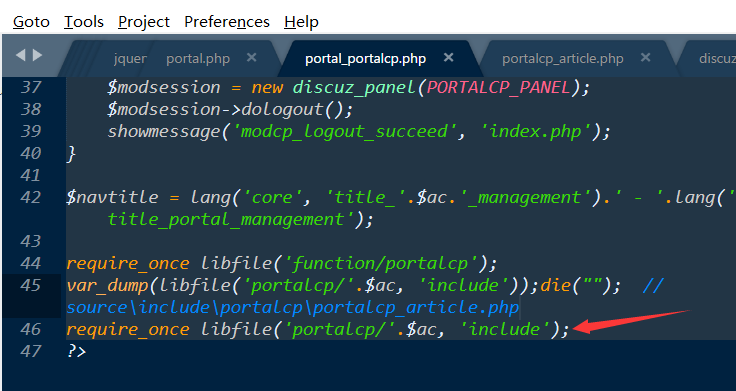 Goto Tools Project Preferences Help
jquer portal.php × portal_portalcp.php × portalcp_article.php × discuz
37 $modsession = new discuz_panel(PORTALCP_PANEL);
38 $modsession->dologout();
39 showmessage('modcp_logout_succeed', 'index.php');
40 }
41
42 $navtitle = lang('core', 'title_'.$ac.'_management').' - '.lang('
title_portal_management');
43
44 require_once libfile('function/portalcp');
45 var_dump(libfile('portalcp/'.$ac, 'include'));die(""); //
source\include\portalcp\portalcp_article.php
46 require_once libfile('portalcp/'.$ac, 'include');
47 ?>